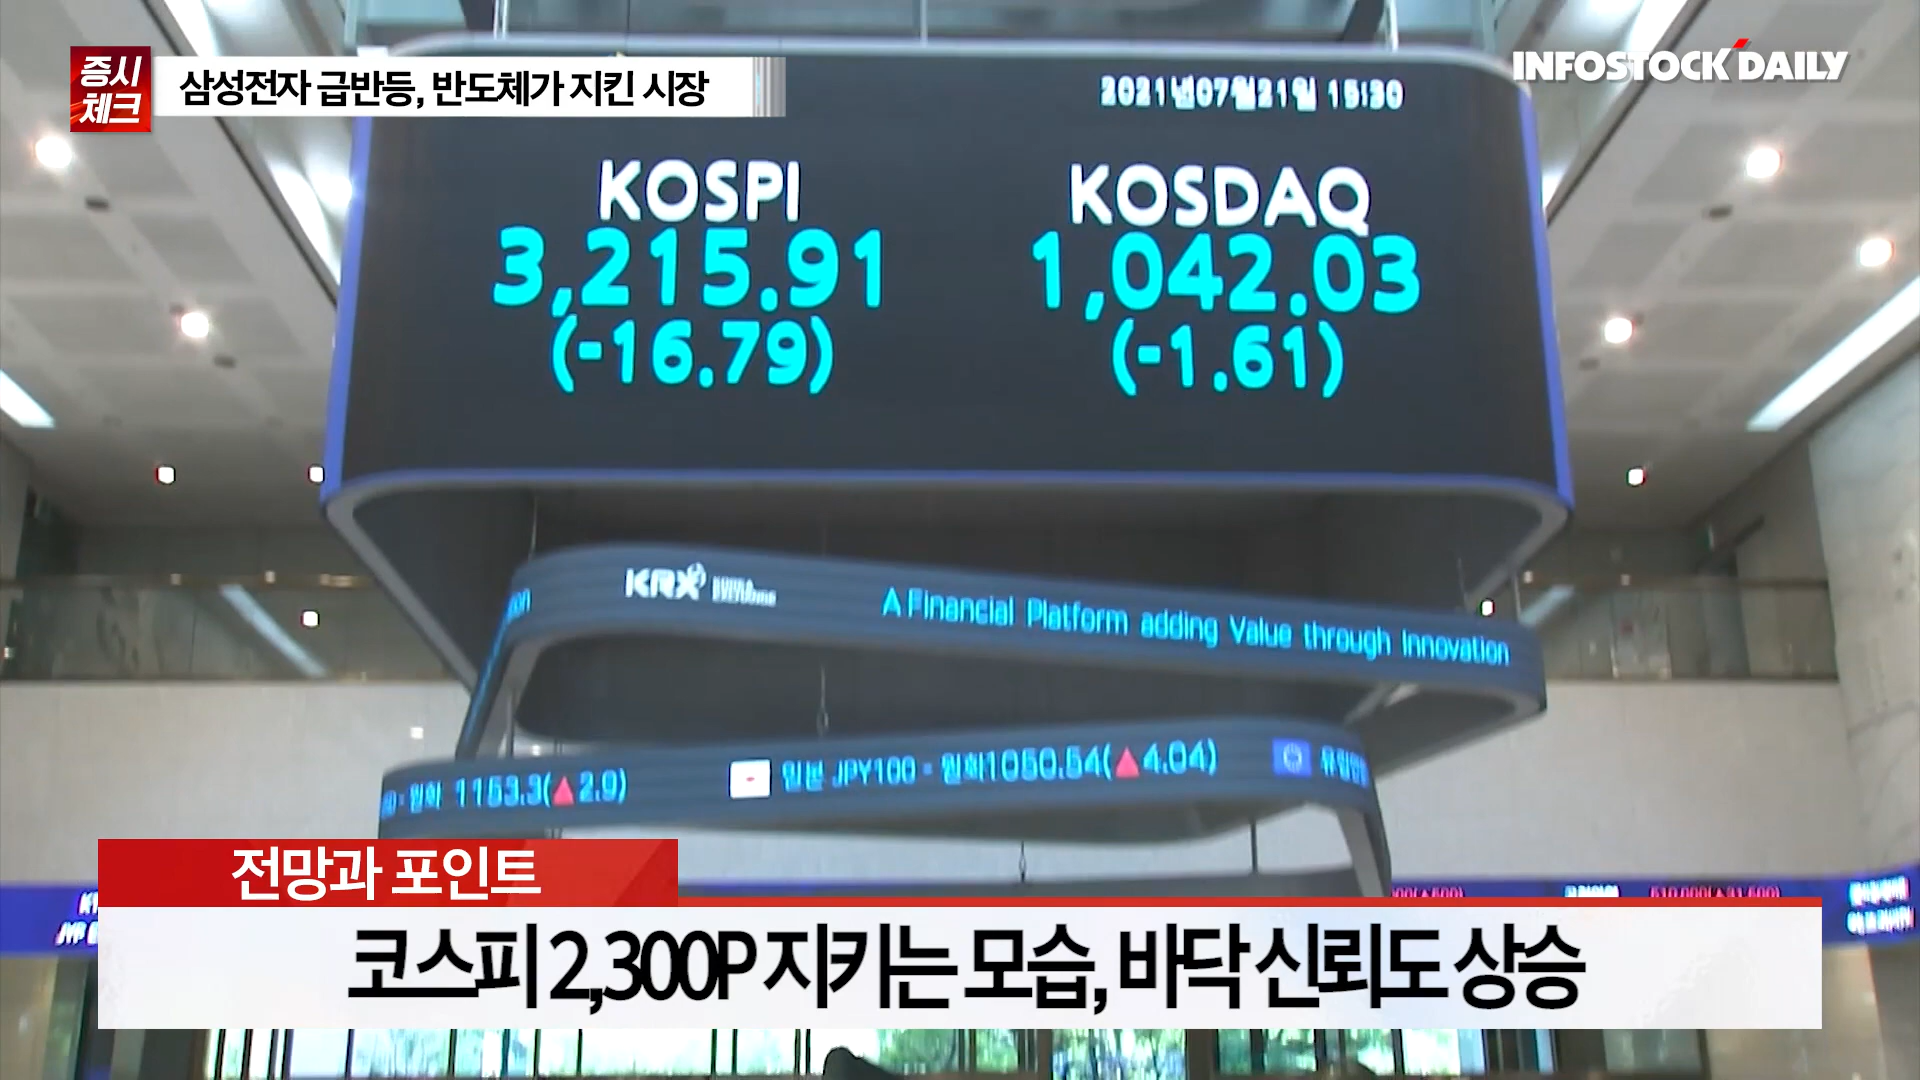 증시
체크
삼성전자 급반등, 반도체가 지킨 시장
INFOSTOCK DAILY
2021년07월21일 15:30
KOSPI
3,215.91
(-16.79)
KOSDAQ
1,042.03
(-1.61)
KRX
A Financial Platform adding Value through Innovation
원화 1153.3(▲2.9)
일본 JPY100 - 원화1050.54(▲4.04)
전망과 포인트
코스피 2,300P 지키는 모습, 바닥 신뢰도 상승